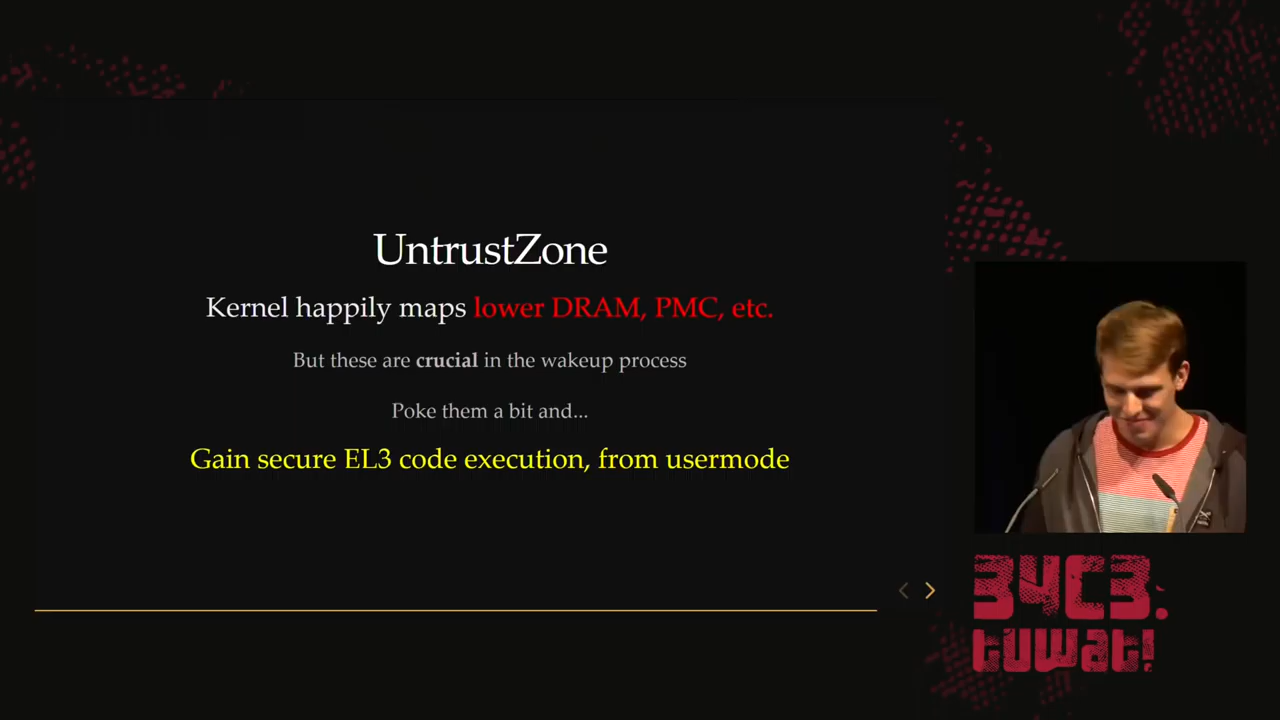 UntrustZone
Kernel happily maps lower DRAM, PMC, etc.
But these are crucial in the wakeup process
Poke them a bit and...
Gain secure EL3 code execution, from usermode
34C3.
tuwat!